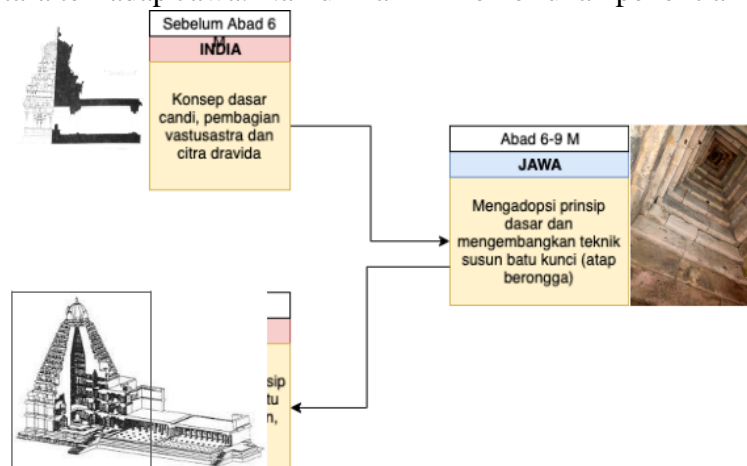 Sebelum Abad 6
M
INDIA
Konsep dasar
candi, pembagian
vastusastra dan
citra dravida
Abad 6-9 M
JAWA
Mengadopsi prinsip
dasar dan
mengembangkan teknik
susun batu kunci (atap
berongga)
sip
tu
n,